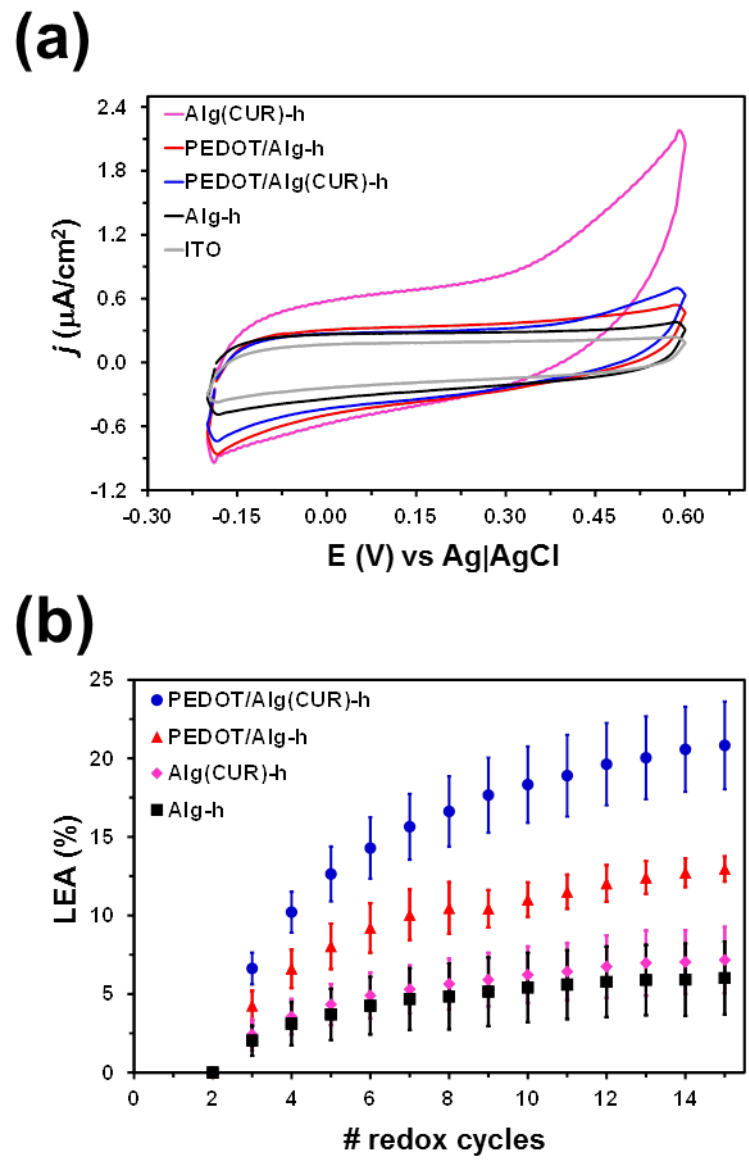 (a)
2.4
1.8
1.2
0.6
0.0
-0.6
-1.2
j (µA/cm²)
Alg(CUR)-h
PEDOT/Alg-h
PEDOT/Alg(CUR)-h
Alg-h
ITO
-0.30 -0.15 0.00 0.15 0.30 0.45 0.60
E (V) vs Ag|AgCl
(b)
25
20
15
10
5
0
LEA (%)
PEDOT/Alg(CUR)-h
PEDOT/Alg-h
Alg(CUR)-h
Alg-h
0 2 4 6 8 10 12 14
# redox cycles